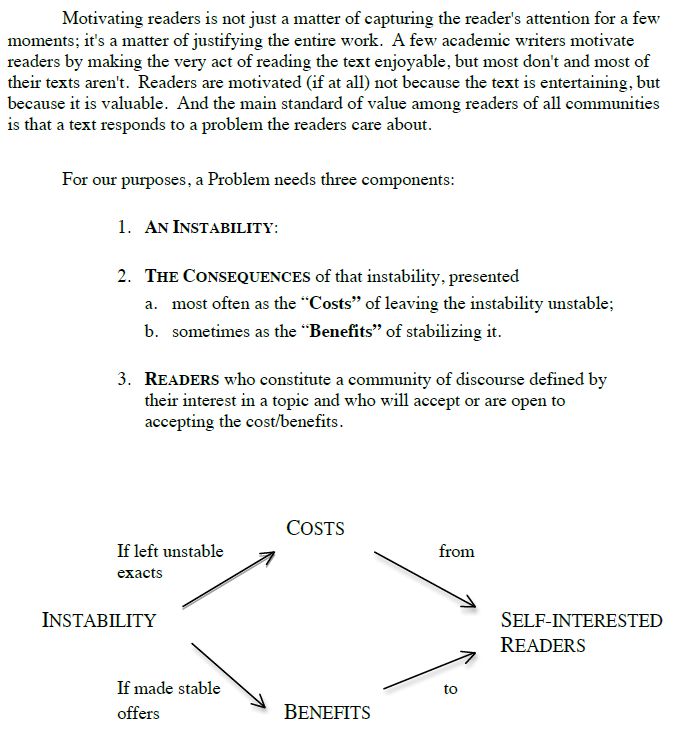 Motivating readers is not just a matter of capturing the reader's attention for a few
moments; it's a matter of justifying the entire work.  A few academic writers motivate
readers by making the very act of reading the text enjoyable, but most don't and most of
their texts aren't.  Readers are motivated (if at all) not because the text is entertaining, but
because it is valuable.  And the main standard of value among readers of all communities
is that a text responds to a problem the readers care about.
For our purposes, a Problem needs three components:
1. AN INSTABILITY:
2. THE CONSEQUENCES of that instability, presented
a. most often as the “Costs” of leaving the instability unstable;
b. sometimes as the “Benefits” of stabilizing it.
3. READERS who constitute a community of discourse defined by
their interest in a topic and who will accept or are open to
accepting the cost/benefits.
COSTS
If left unstable
exacts
from
INSTABILITY
SELF-INTERESTED
READERS
If made stable
offers
to
BENEFITS